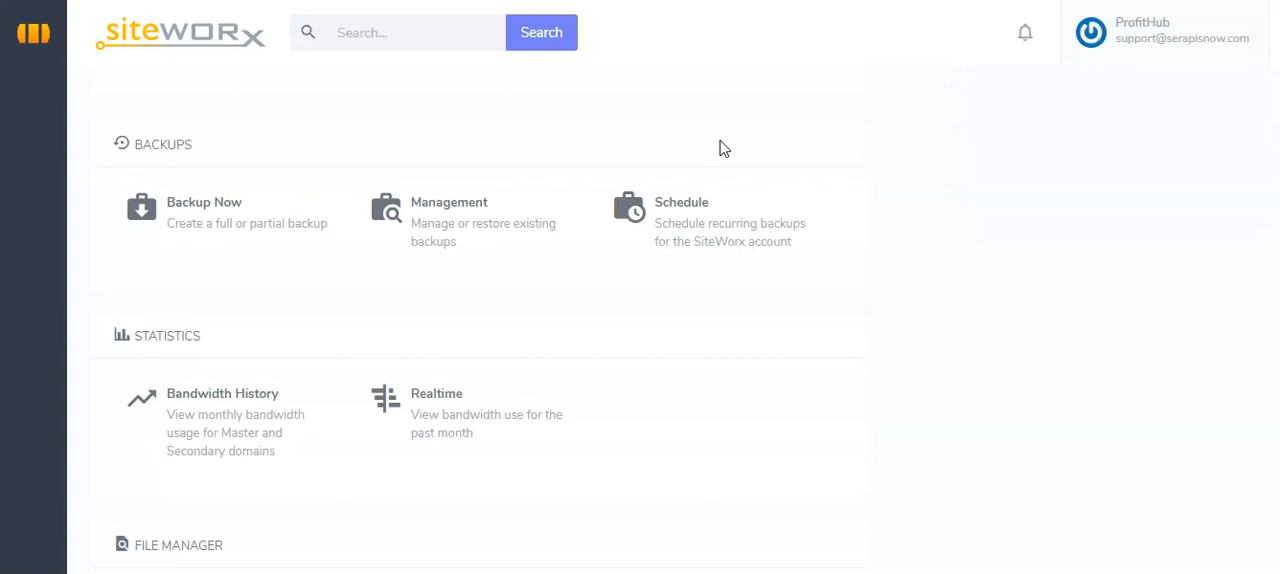 siteworx
Search...
Search
ProfitHub
support@serapisnow.com
BACKUPS
Backup Now
Create a full or partial backup
Management
Manage or restore existing
backups
Schedule
Schedule recurring backups
for the SiteWorx account
STATISTICS
Bandwidth History
View monthly bandwidth
usage for Master and
Secondary domains
Realtime
View bandwidth use for the
past month
FILE MANAGER